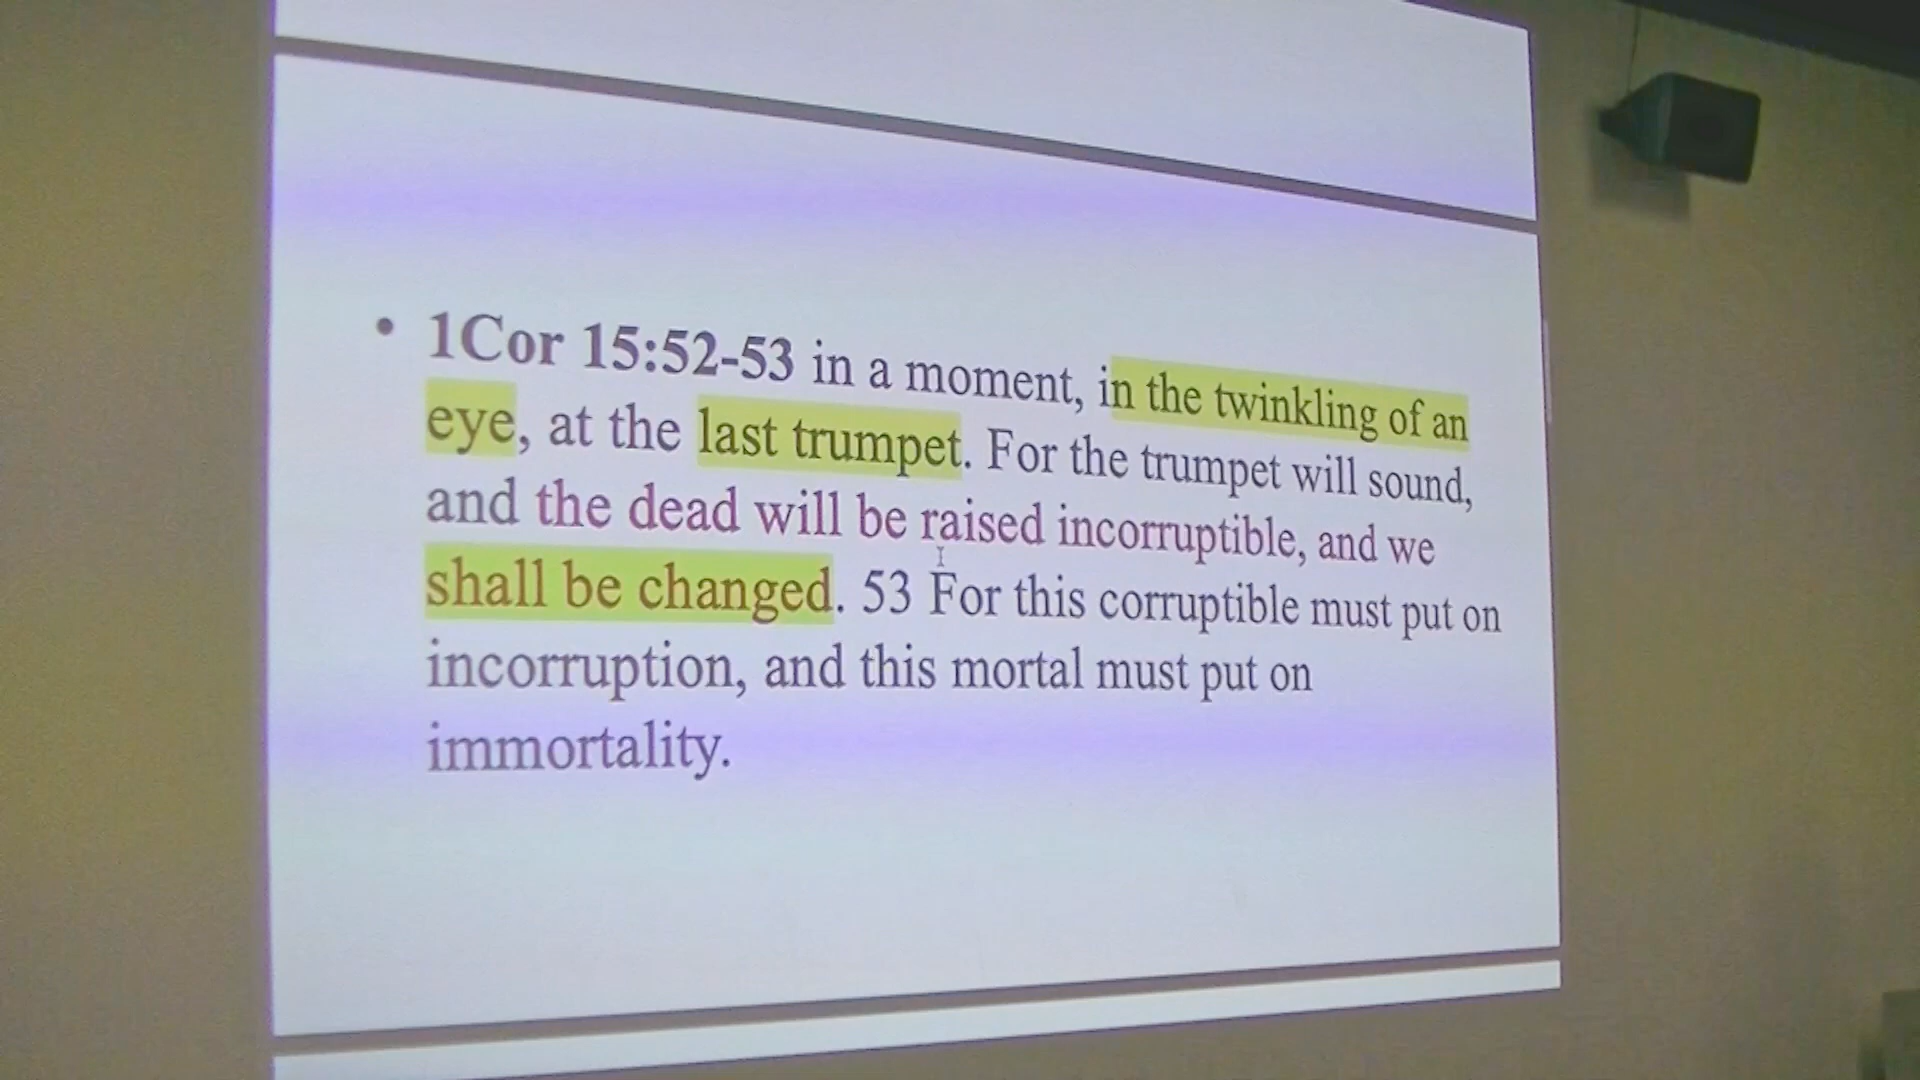 • 1Cor 15:52-53 in a moment, in the twinkling of an
eye, at the last trumpet. For the trumpet will sound,
and the dead will be raised incorruptible, and we
shall be changed. 53 For this corruptible must put on
incorruption, and this mortal must put on
immortality.